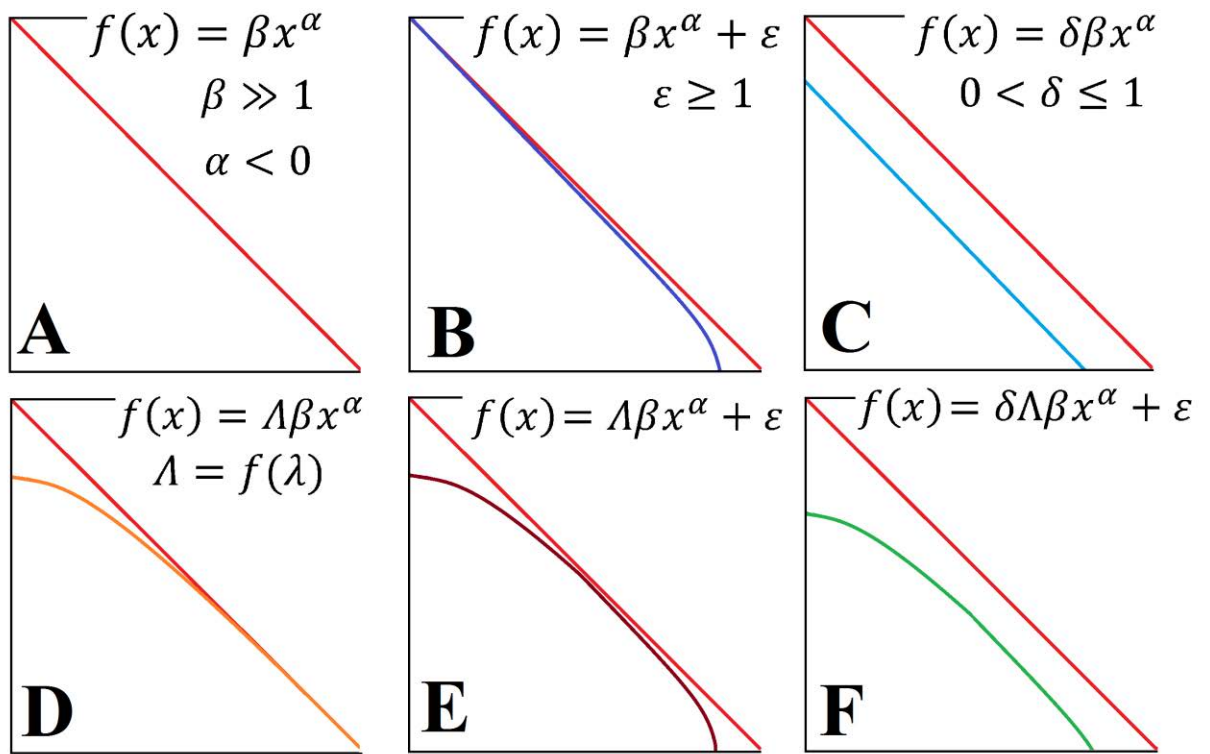 f(x) = βx^α
β ≫ 1
α < 0
A
f(x) = βx^α + ε
ε ≥ 1
B
f(x) = δβx^α
0 < δ ≤ 1
C
f(x) = Λβx^α
Λ = f(λ)
D
f(x) = Λβx^α + ε
E
f(x) = δΛβx^α + ε
F